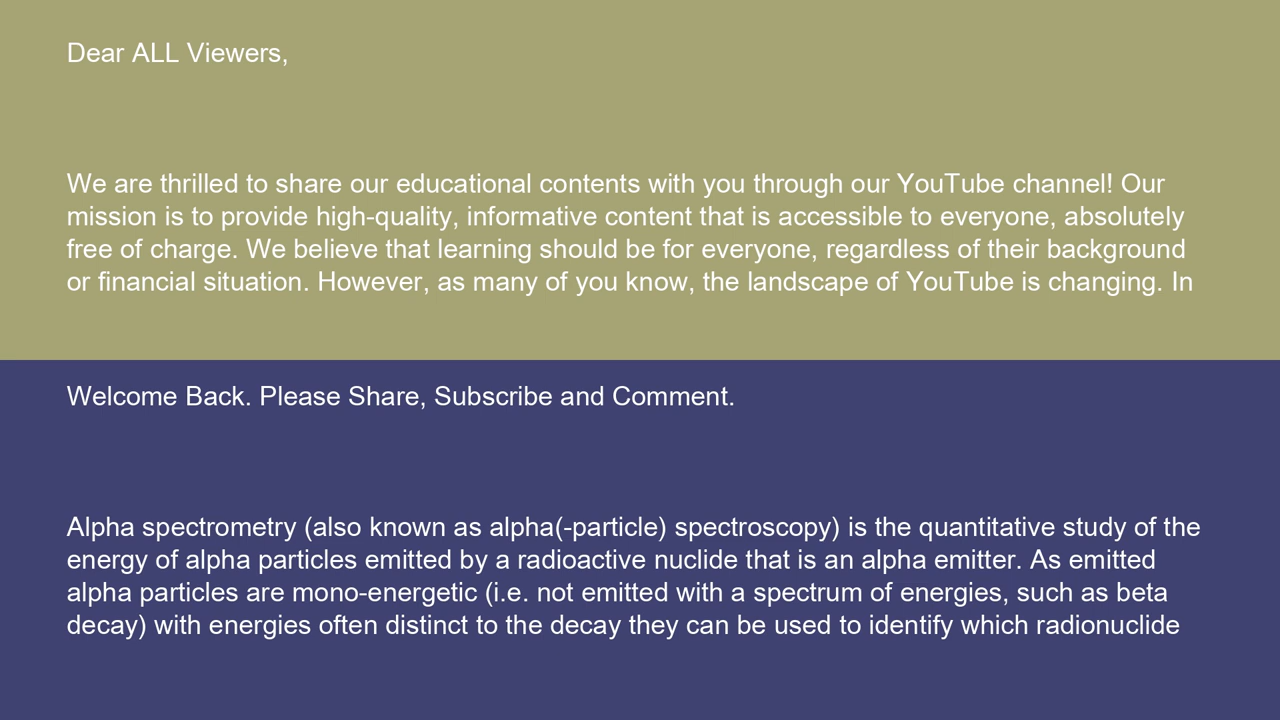 Dear ALL Viewers,
We are thrilled to share our educational contents with you through our YouTube channel! Our
mission is to provide high-quality, informative content that is accessible to everyone, absolutely
free of charge. We believe that learning should be for everyone, regardless of their background
or financial situation. However, as many of you know, the landscape of YouTube is changing. In
Welcome Back. Please Share, Subscribe and Comment.
Alpha spectrometry (also known as alpha(-particle) spectroscopy) is the quantitative study of the
energy of alpha particles emitted by a radioactive nuclide that is an alpha emitter. As emitted
alpha particles are mono-energetic (i.e. not emitted with a spectrum of energies, such as beta
decay) with energies often distinct to the decay they can be used to identify which radionuclide